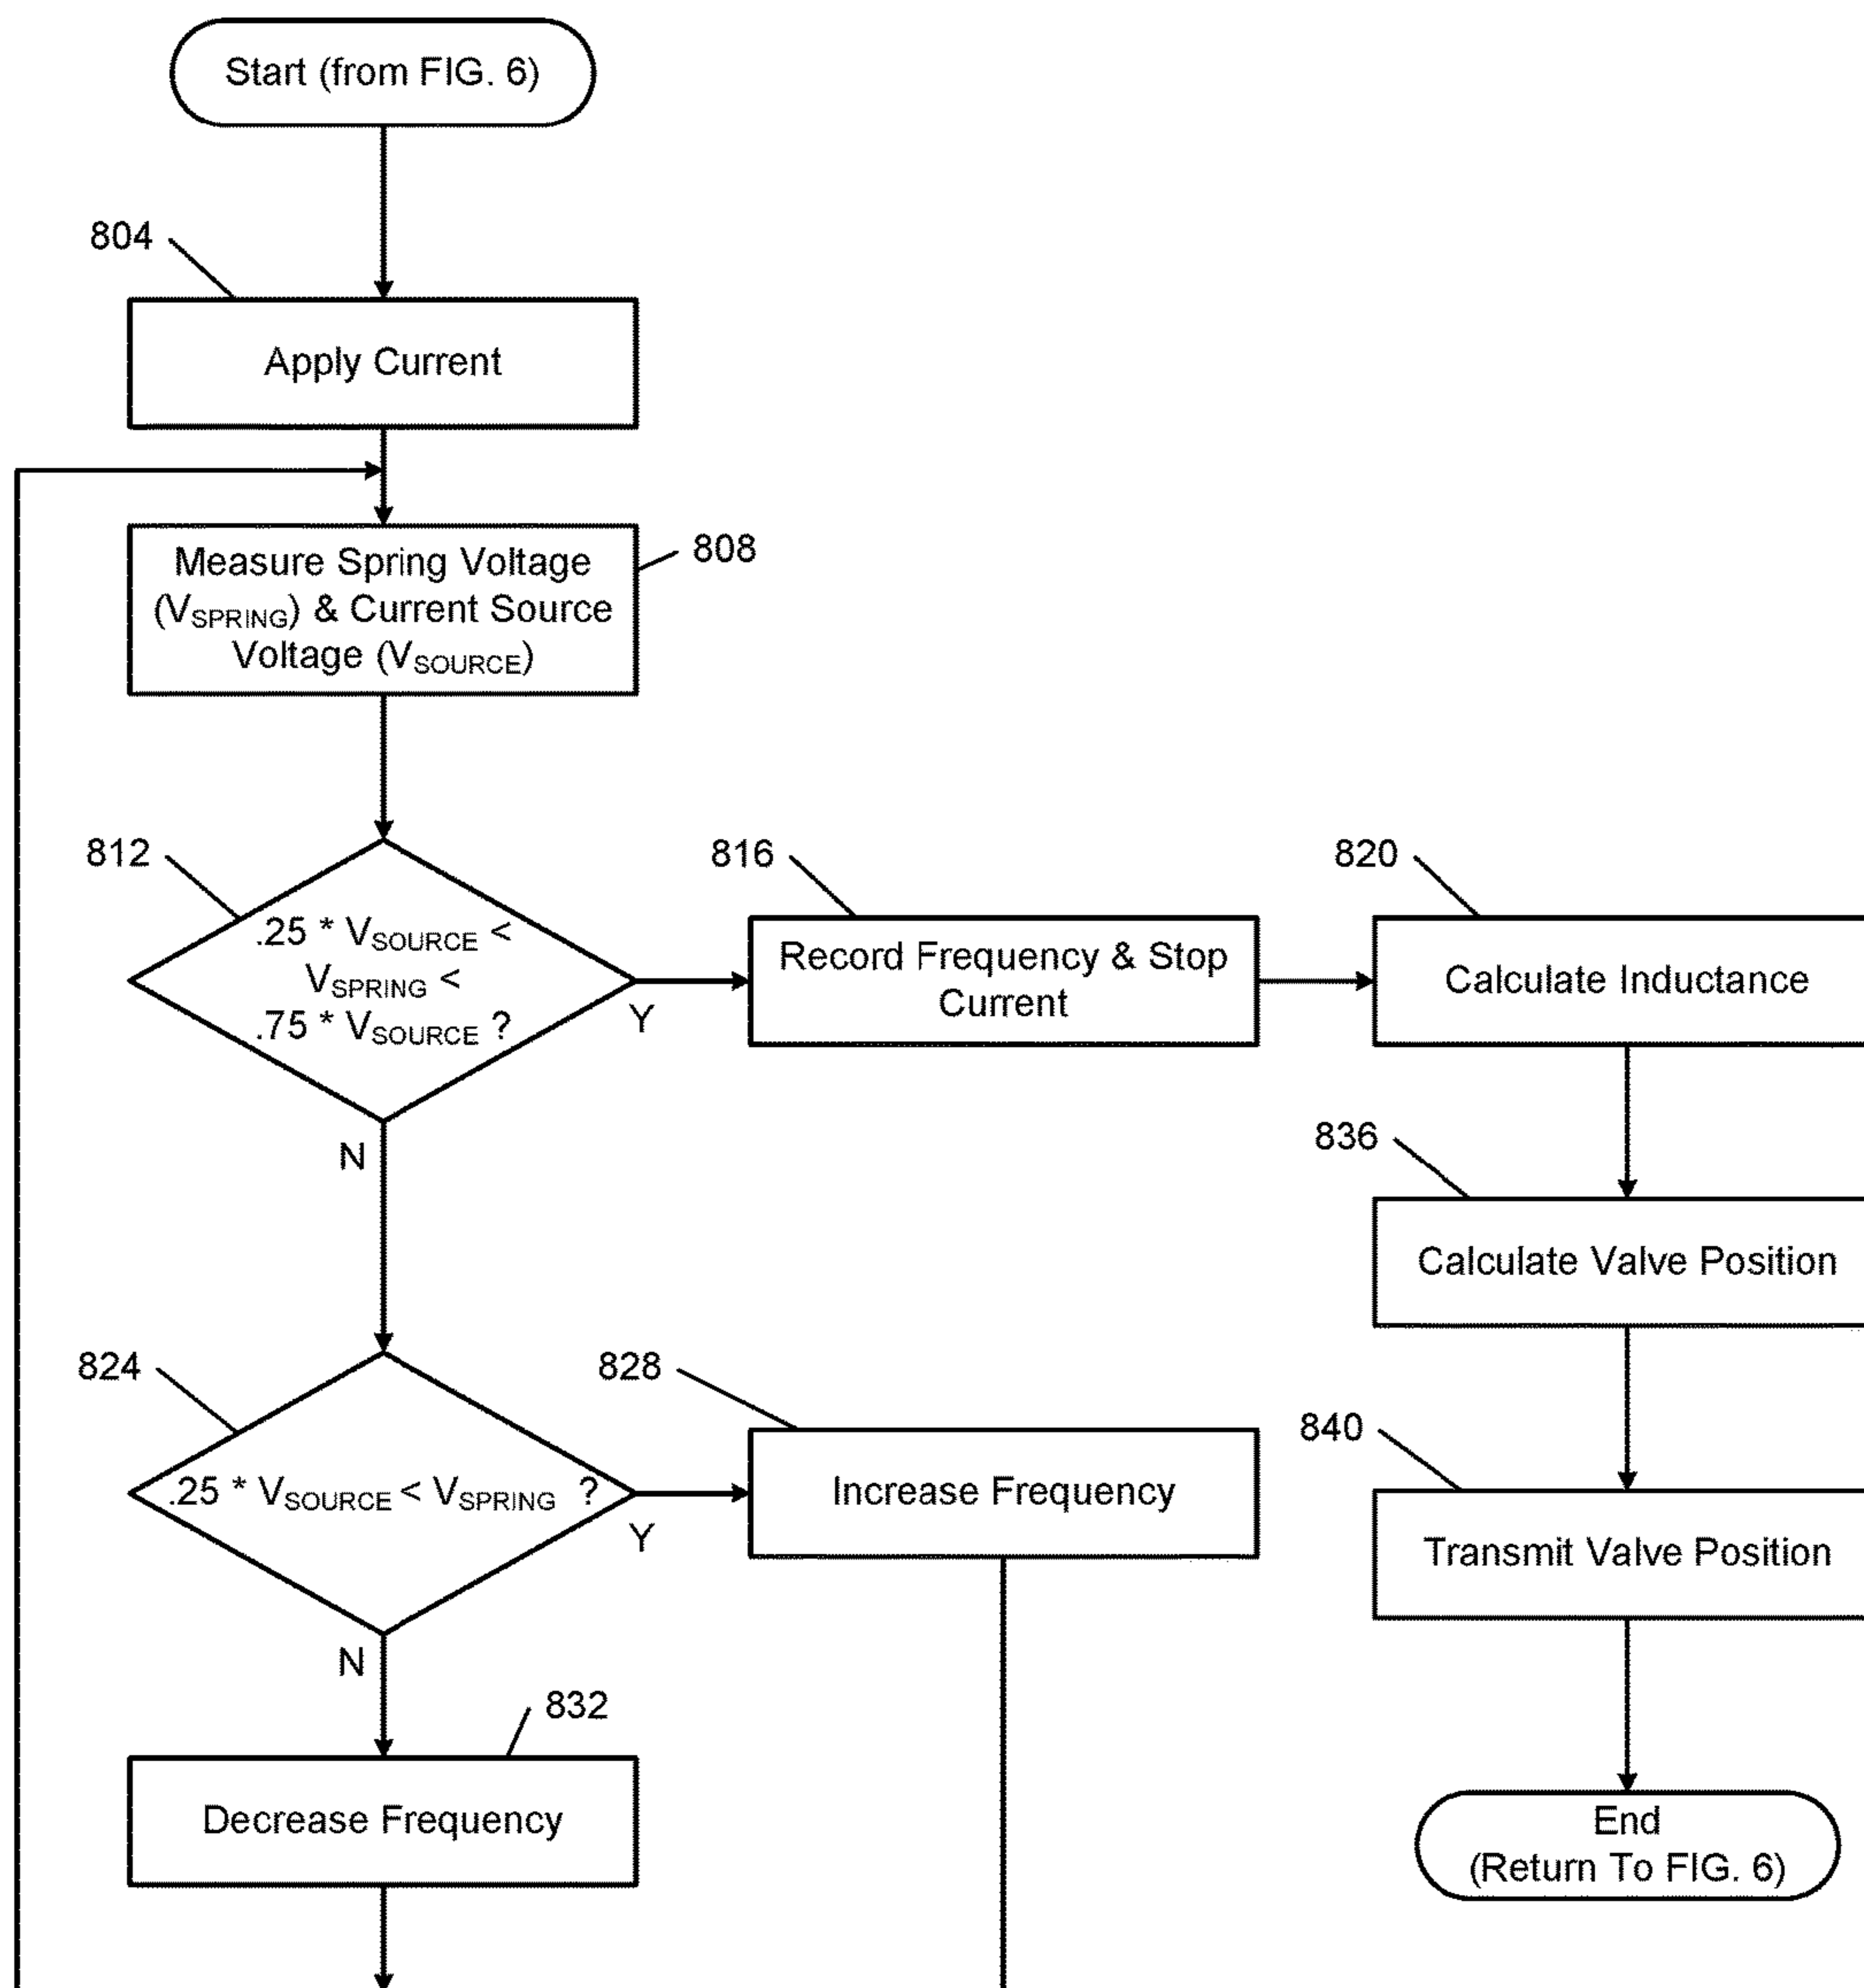 Start (from FIG. 6)
804
Apply Current
Measure Spring Voltage
(VSPRING) & Current Source
Voltage (VSOURCE)
808
812
.25 * VSOURCE <
VSPRING <
.75 * VSOURCE ?
Y
N
816
Record Frequency & Stop
Current
820
Calculate Inductance
836
Calculate Valve Position
824
.25 * VSOURCE < VSPRING ?
Y
N
828
Increase Frequency
840
Transmit Valve Position
832
Decrease Frequency
End
(Return To FIG. 6)